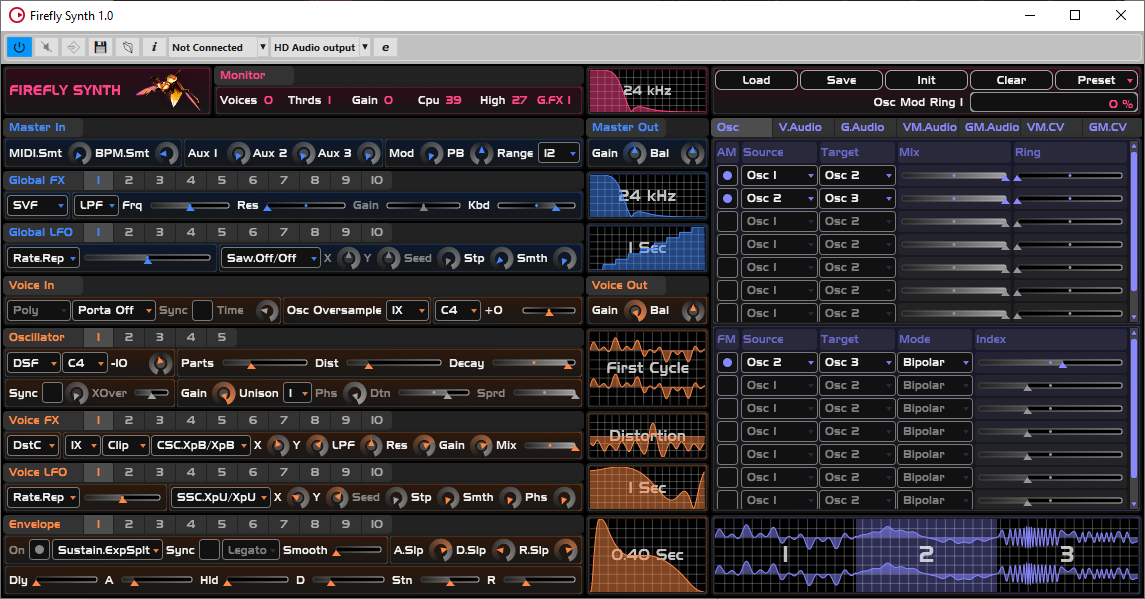 Firefly Synth 1.0
i Not Connected HD Audio output e
FIREFLY SYNTH
Monitor
Voices 0 Thrds 1 Gain 0 Cpu 39 High 27 G.FX 1
24 kHz
Load Save Init Clear Preset
Osc Mod Ring 1 0 %
Master In
MIDI.Smt BPM.Smt Aux 1 Aux 2 Aux 3 Mod PB Range 12
Master Out
Gain Bal
Global FX 1 2 3 4 5 6 7 8 9 10
SVF LPF Frq Res Gain Kbd
24 kHz
Global LFO 1 2 3 4 5 6 7 8 9 10
Rate.Rep Saw.Off/Off X Y Seed Stp Smth
1 Sec
Voice In
Poly Porta Off Sync Time Osc Oversample 1X C4 +0
Voice Out
Gain Bal
Oscillator 1 2 3 4 5
DSF C4 -10 Parts Dist Decay
Sync XOver Gain Unison 1 Phs Dtn Sprd
First Cycle
Voice FX 1 2 3 4 5 6 7 8 9 10
DstC 1X Clip CSC.XpB/XpB X Y LPF Res Gain Mix
Distortion
Voice LFO 1 2 3 4 5 6 7 8 9 10
Rate.Rep SSC.XpU/XpU X Y Seed Stp Smth Phs
1 Sec
Envelope 1 2 3 4 5 6 7 8 9 10
On Sustain.ExpSplt Sync Legato Smooth A.Slp D.Slp R.Slp
Dly A Hld D Stn R
0.40 Sec
Osc V.Audio G.Audio VM.Audio GM.Audio VM.CV GM.CV
AM Source Target Mix Ring
Osc 1 Osc 2
Osc 2 Osc 3
Osc 1 Osc 2
Osc 1 Osc 2
Osc 1 Osc 2
Osc 1 Osc 2
Osc 1 Osc 2
FM Source Target Mode Index
Osc 2 Osc 3 Bipolar
Osc 1 Osc 2 Bipolar
Osc 1 Osc 2 Bipolar
Osc 1 Osc 2 Bipolar
Osc 1 Osc 2 Bipolar
Osc 1 Osc 2 Bipolar
Osc 1 Osc 2 Bipolar
1 2 3